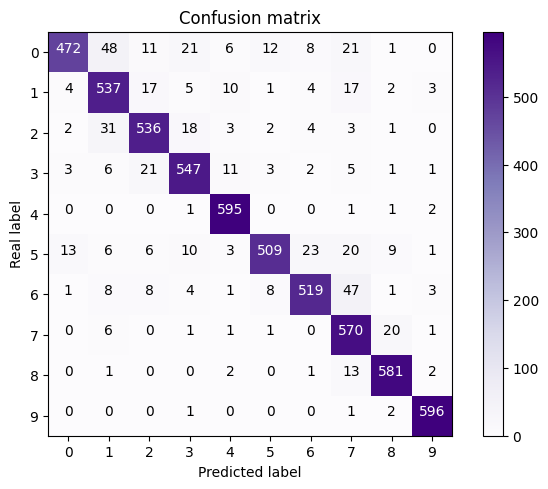 Confusion matrix
0 472 48 11 21 6 12 8 21 1 0
1 4 537 17 5 10 1 4 17 2 3
2 2 31 536 18 3 2 4 3 1 0
3 3 6 21 547 11 3 2 5 1 1
4 0 0 0 1 595 0 0 1 1 2
5 13 6 6 10 3 509 23 20 9 1
6 1 8 8 4 1 8 519 47 1 3
7 0 6 0 1 1 1 0 570 20 1
8 0 1 0 0 2 0 1 13 581 2
9 0 0 0 1 0 0 0 1 2 596
0 1 2 3 4 5 6 7 8 9
Predicted label
Real label
500
400
300
200
100
0